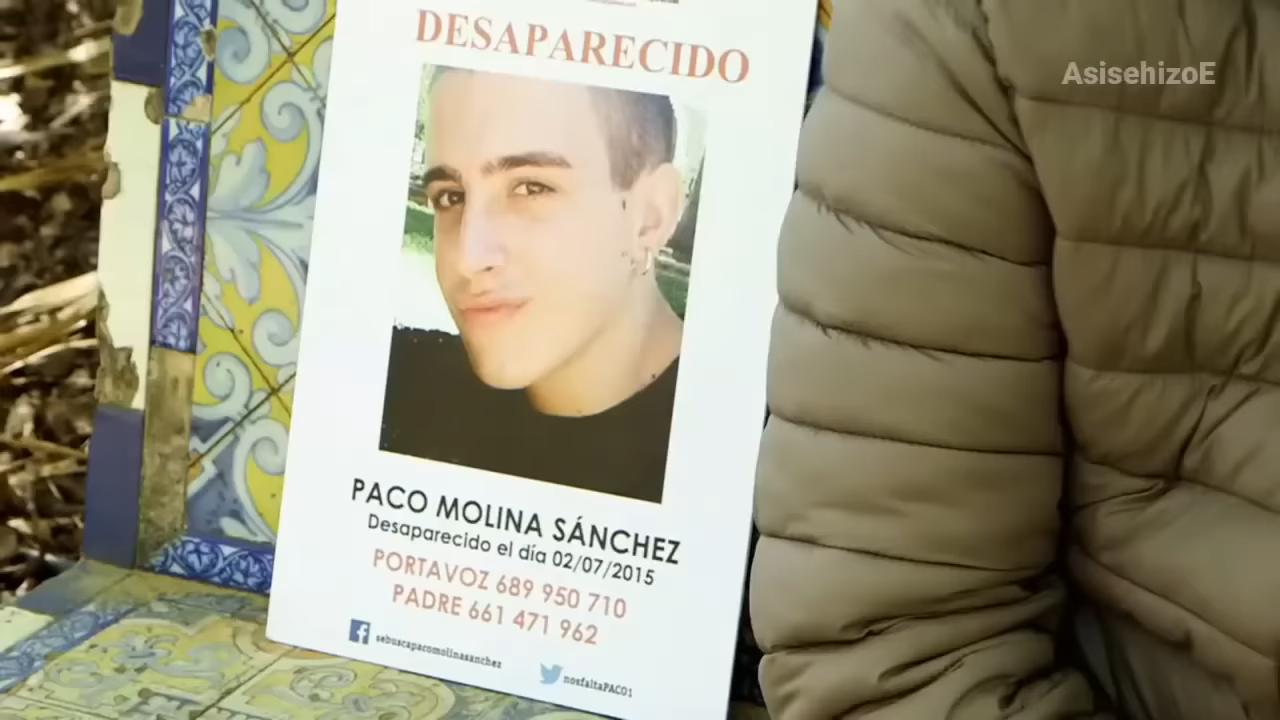 AsisehizoE
DESAPARECIDO
PACO MOLINA SÁNCHEZ
Desaparecido el día 02/07/2015
PORTAVOZ 689 950 710
PADRE 661 471 962
sebuscapacomolinasanchez
nosfaltaPACO1